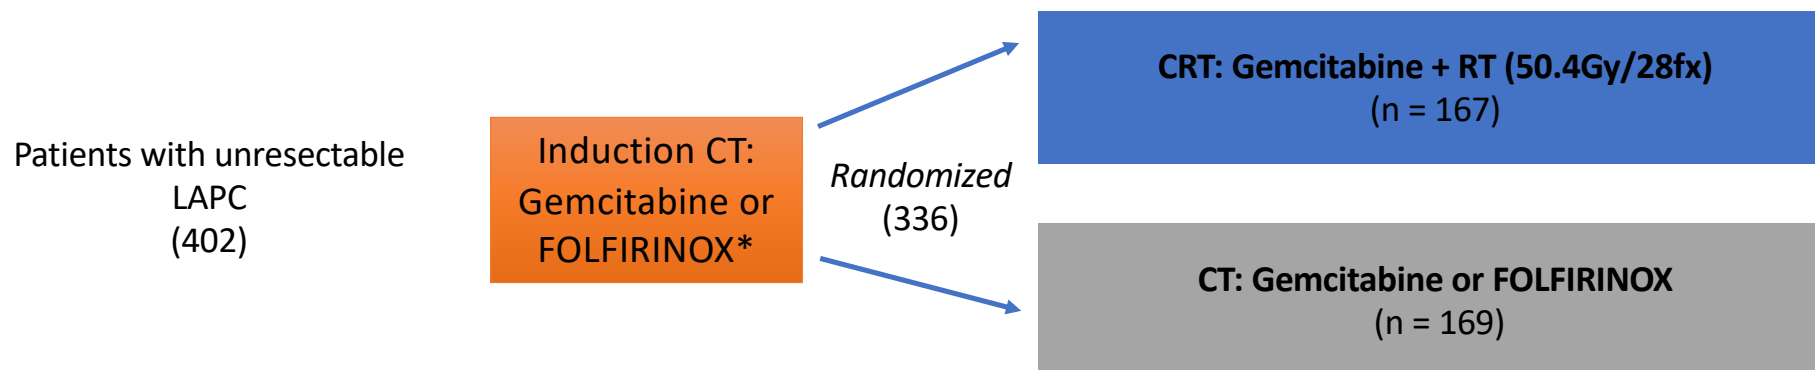 Patients with unresectable
LAPC
(402)
Induction CT:
Gemcitabine or
FOLFIRINOX*
Randomized
(336)
CRT: Gemcitabine + RT (50.4Gy/28fx)
(n = 167)
CT: Gemcitabine or FOLFIRINOX
(n = 169)